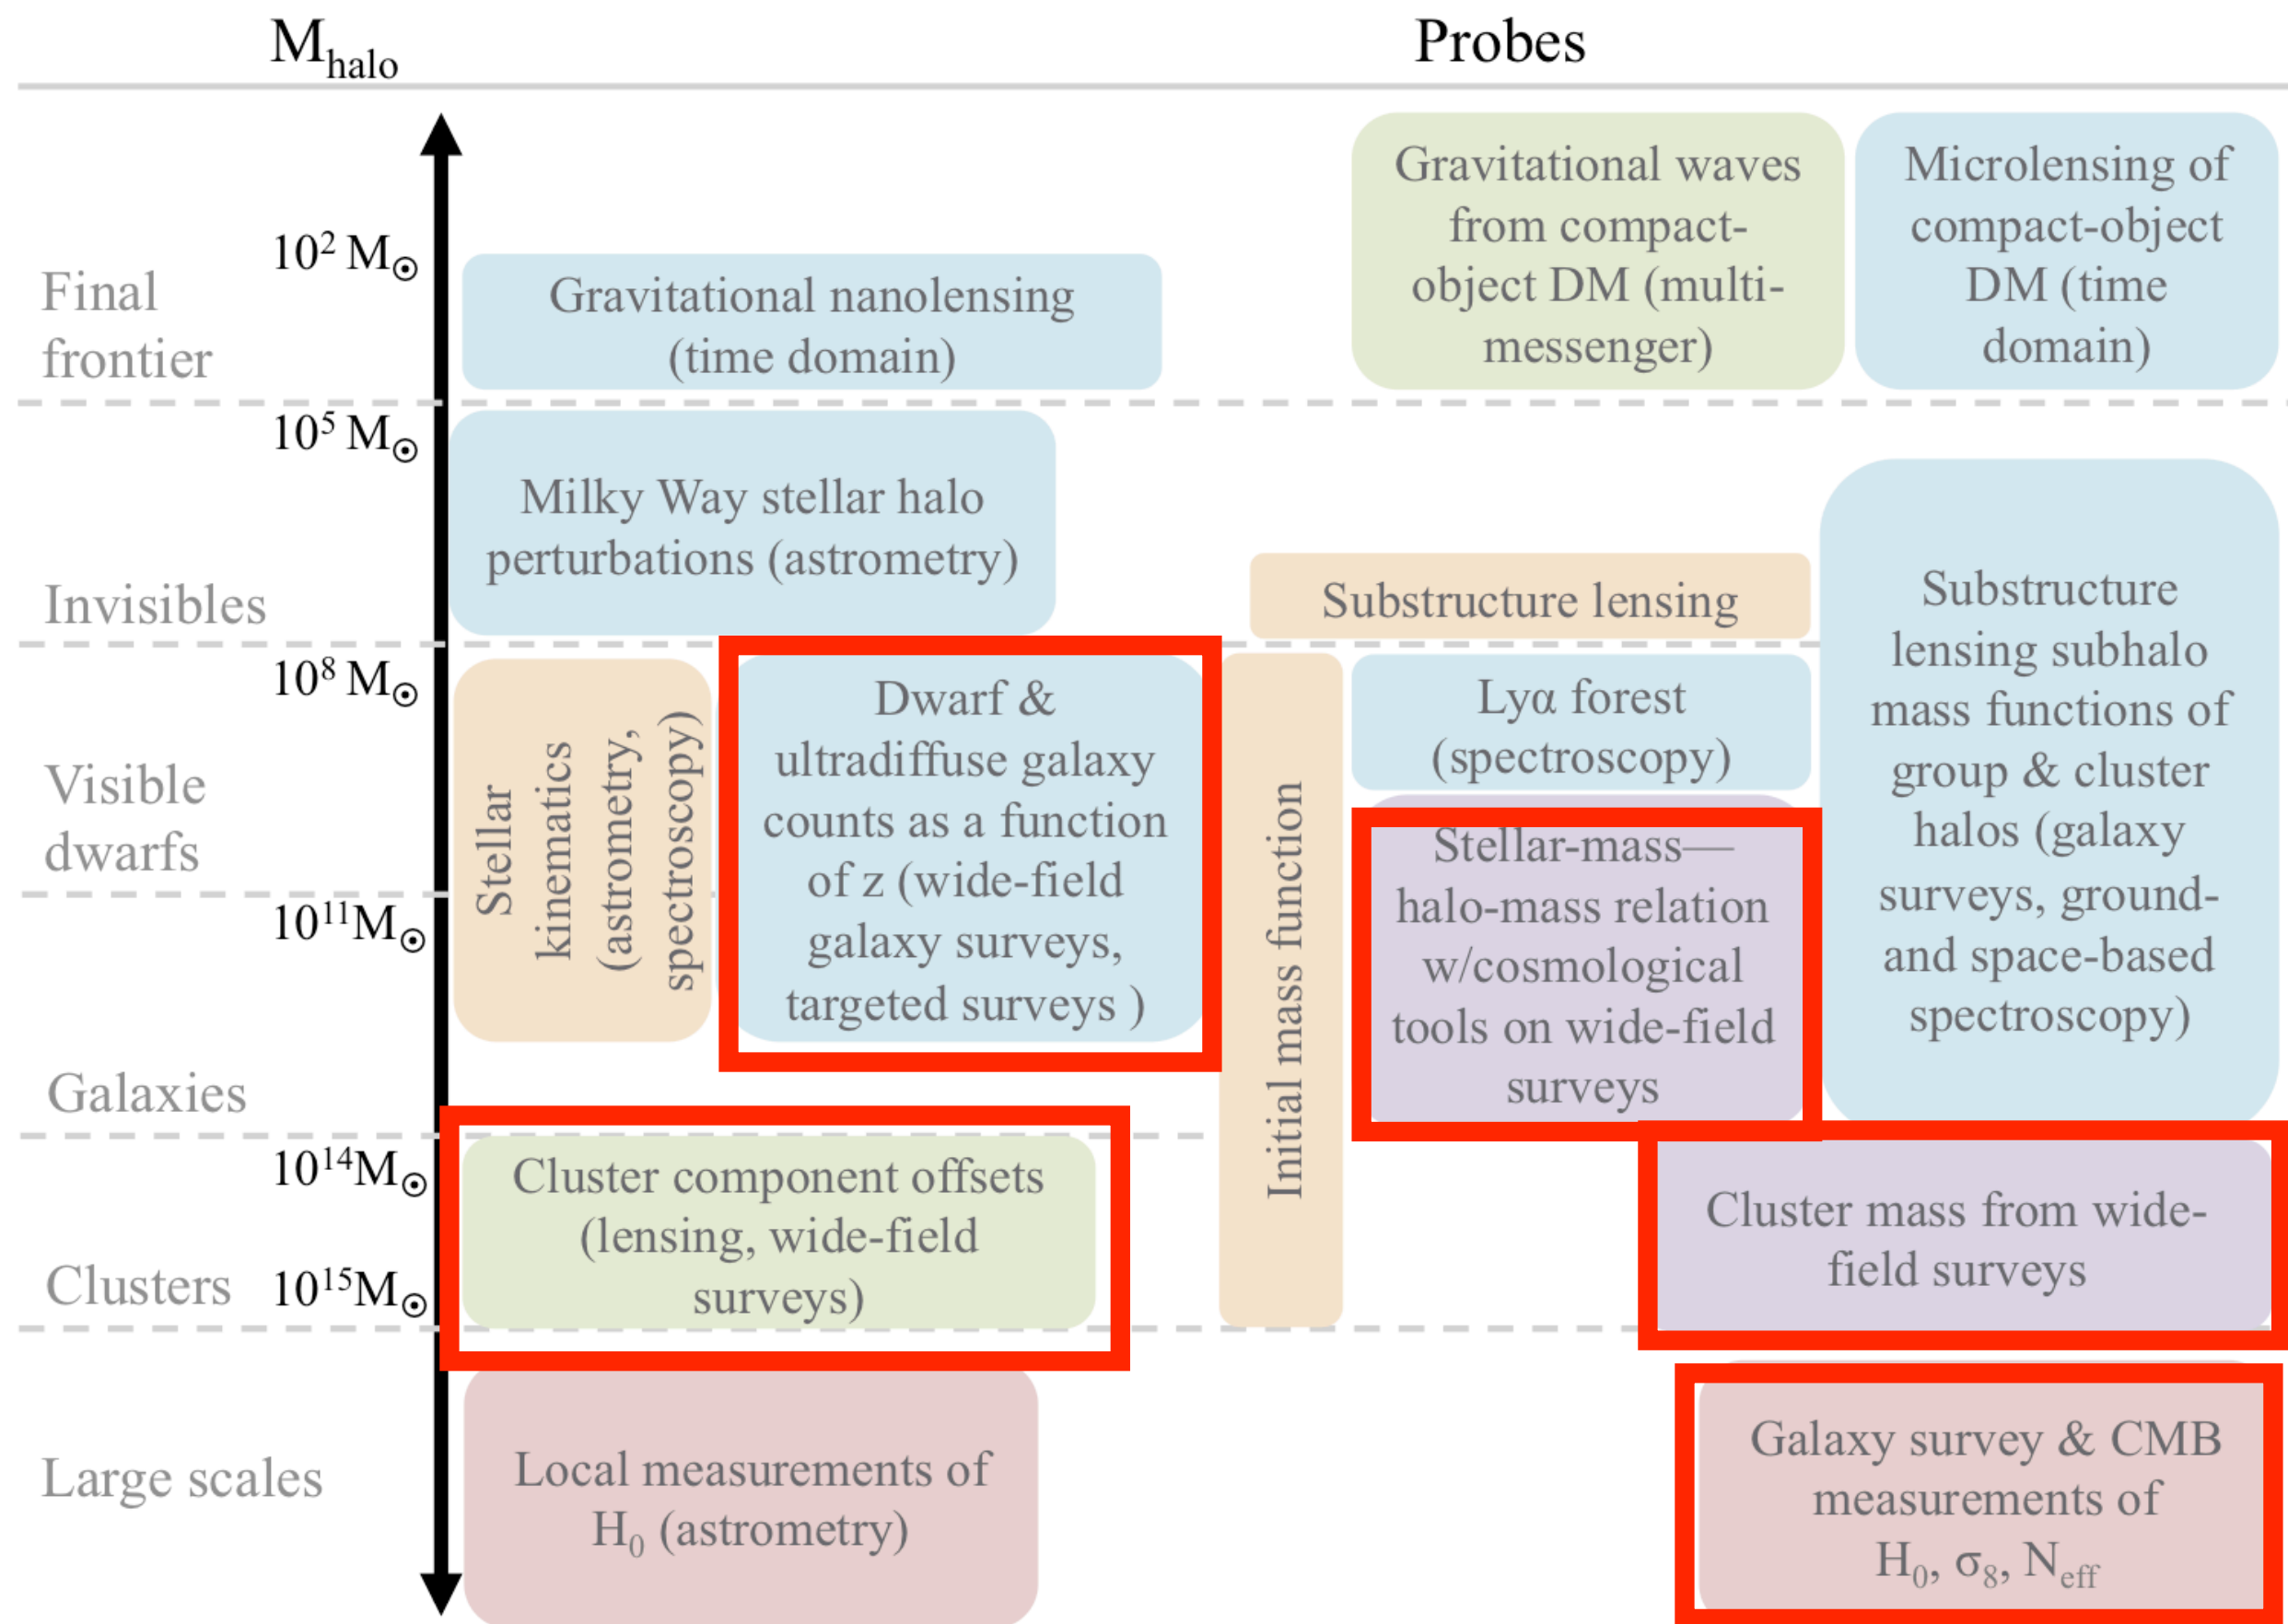 M_halo
Probes
Final
frontier
10² M☉
Gravitational nanolensing
(time domain)
Gravitational waves
from compact-
object DM (multi-
messenger)
Microlensing of
compact-object
DM (time
domain)
10⁵ M☉
Invisibles
Milky Way stellar halo
perturbations (astrometry)
Substructure lensing
Substructure
lensing subhalo
mass functions of
group & cluster
halos (galaxy
surveys, ground-
and space-based
spectroscopy)
10⁸ M☉
Visible
dwarfs
Stellar
kinematics
(astrometry,
spectroscopy)
Dwarf &
ultradiffuse galaxy
counts as a function
of z (wide-field
galaxy surveys,
targeted surveys )
Initial mass function
Lyα forest
(spectroscopy)
Stellar-mass—
halo-mass relation
w/cosmological
tools on wide-field
surveys
10¹¹M☉
Galaxies
10¹⁴M☉
Clusters
10¹⁵M☉
Cluster component offsets
(lensing, wide-field
surveys)
Cluster mass from wide-
field surveys
Large scales
Local measurements of
H₀ (astrometry)
Galaxy survey & CMB
measurements of
H₀, σ₈, N_eff